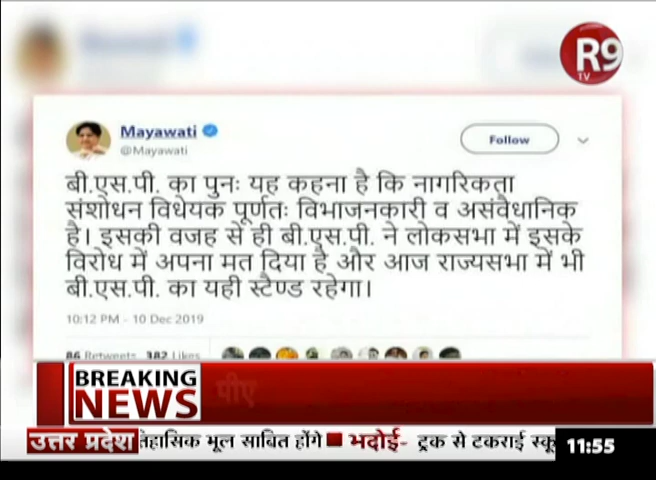 R9
TV
Mayawati
@Mayawati
Follow
बी.एस.पी. का पुनः यह कहना है कि नागरिकता
संशोधन विधेयक पूर्णतः विभाजनकारी व असंवैधानिक
है। इसकी वजह से ही बी.एस.पी. ने लोकसभा में इसके
विरोध में अपना मत दिया है और आज राज्यसभा में भी
बी.एस.पी. का यही स्टैण्ड रहेगा।
10:12 PM - 10 Dec 2019
86 Retweets 382 Likes
BREAKING
NEWS
पीए
उत्तर प्रदेश तिहासिक भूल साबित होंगे भदोई- ट्रक से टकराई स्कू 11:55